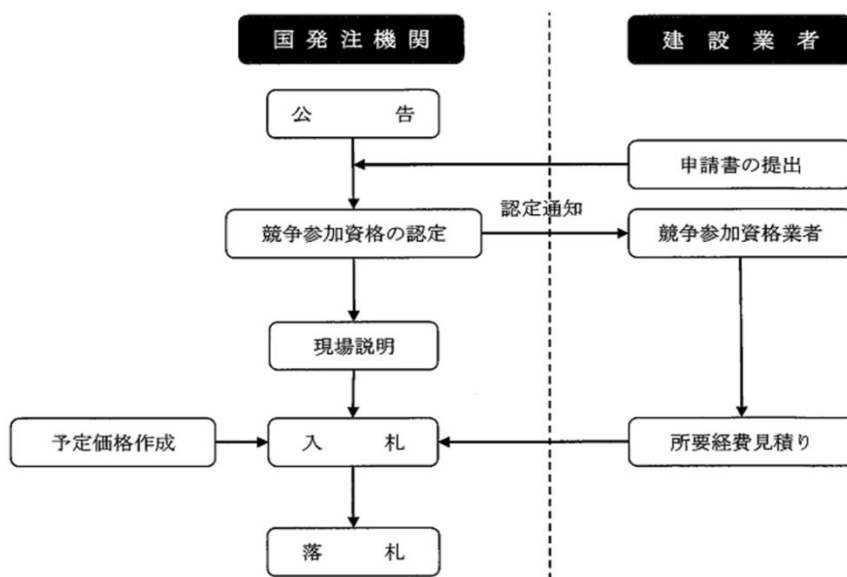 国発注機関
建設業者
公告
申請書の提出
認定通知
競争参加資格の認定
競争参加資格業者
現場説明
予定価格作成
入札
所要経費見積り
落札